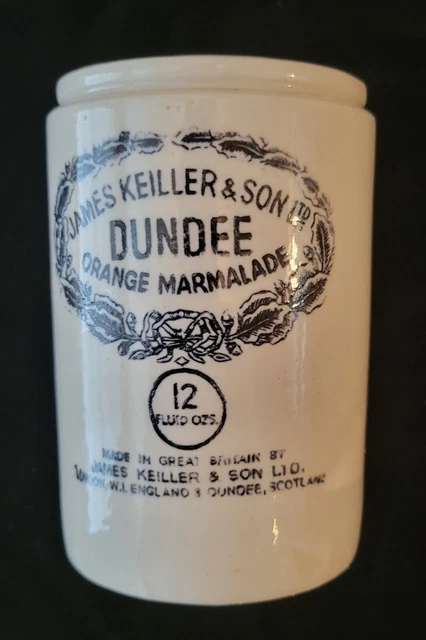 JAMES KEILLER & SON LTD
DUNDEE
ORANGE MARMALADE
12
FLUID OZS.
MADE IN GREAT BRITAIN BY
JAMES KEILLER & SON LTD.
LONDON, W.I. ENGLAND & DUNDEE, SCOTLAND